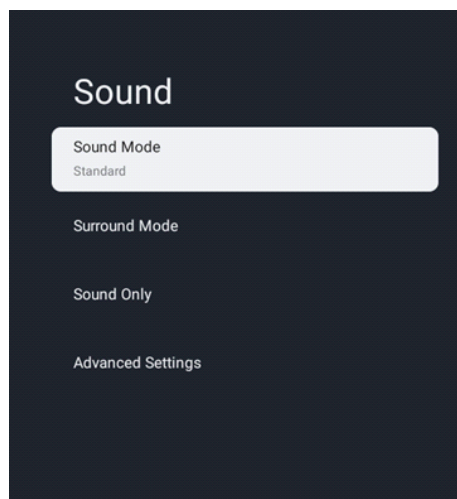 Sound
Sound Mode
Standard
Surround Mode
Sound Only
Advanced Settings